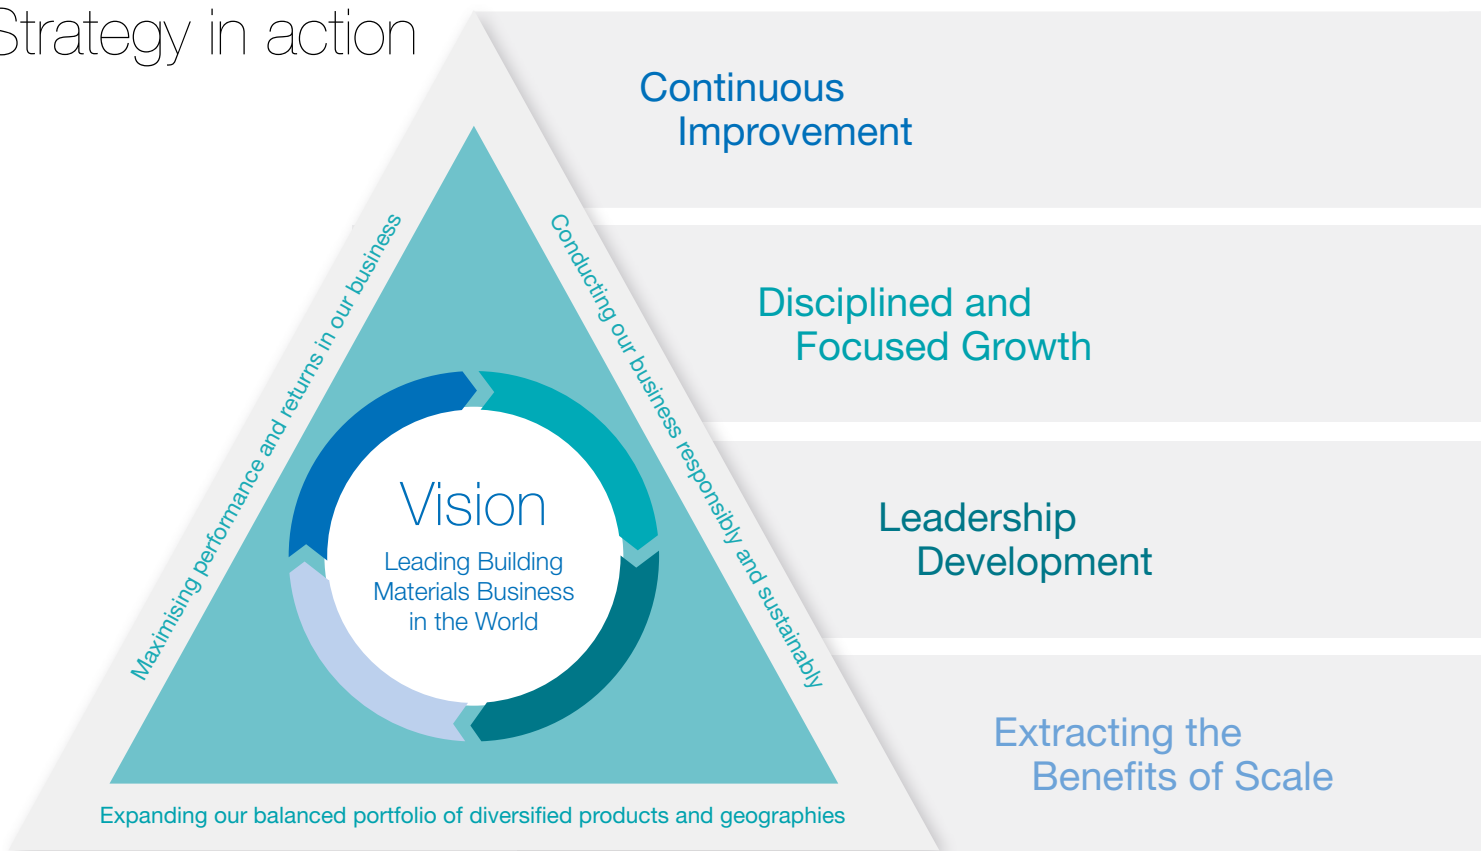 Strategy in action
Continuous
Improvement
Disciplined and
Focused Growth
Leadership
Development
Extracting the
Benefits of Scale
Maximising performance and returns in our business
Conducting our business responsibly and sustainably
Vision
Leading Building
Materials Business
in the World
Expanding our balanced portfolio of diversified products and geographies